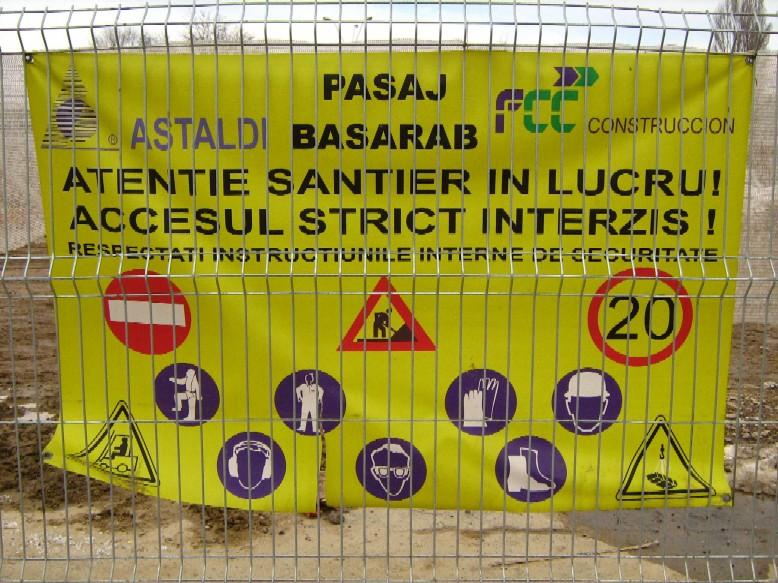 PASAJ
ASTALDI BASARAB FCC CONSTRUCCION
ATENTIE SANTIER IN LUCRU!
ACCESUL STRICT INTERZIS !
RESPECTATI INSTRUCTIUNILE INTERNE DE SECURITATE
20